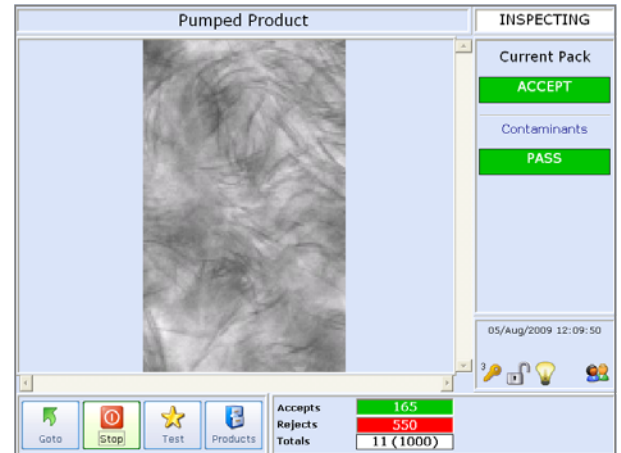 Pumped Product
INSPECTING
Current Pack
ACCEPT
Contaminants
PASS
05/Aug/2009 12:09:50
3
Goto
Stop
Test
Products
Accepts 165
Rejects 550
Totals 11 (1000)